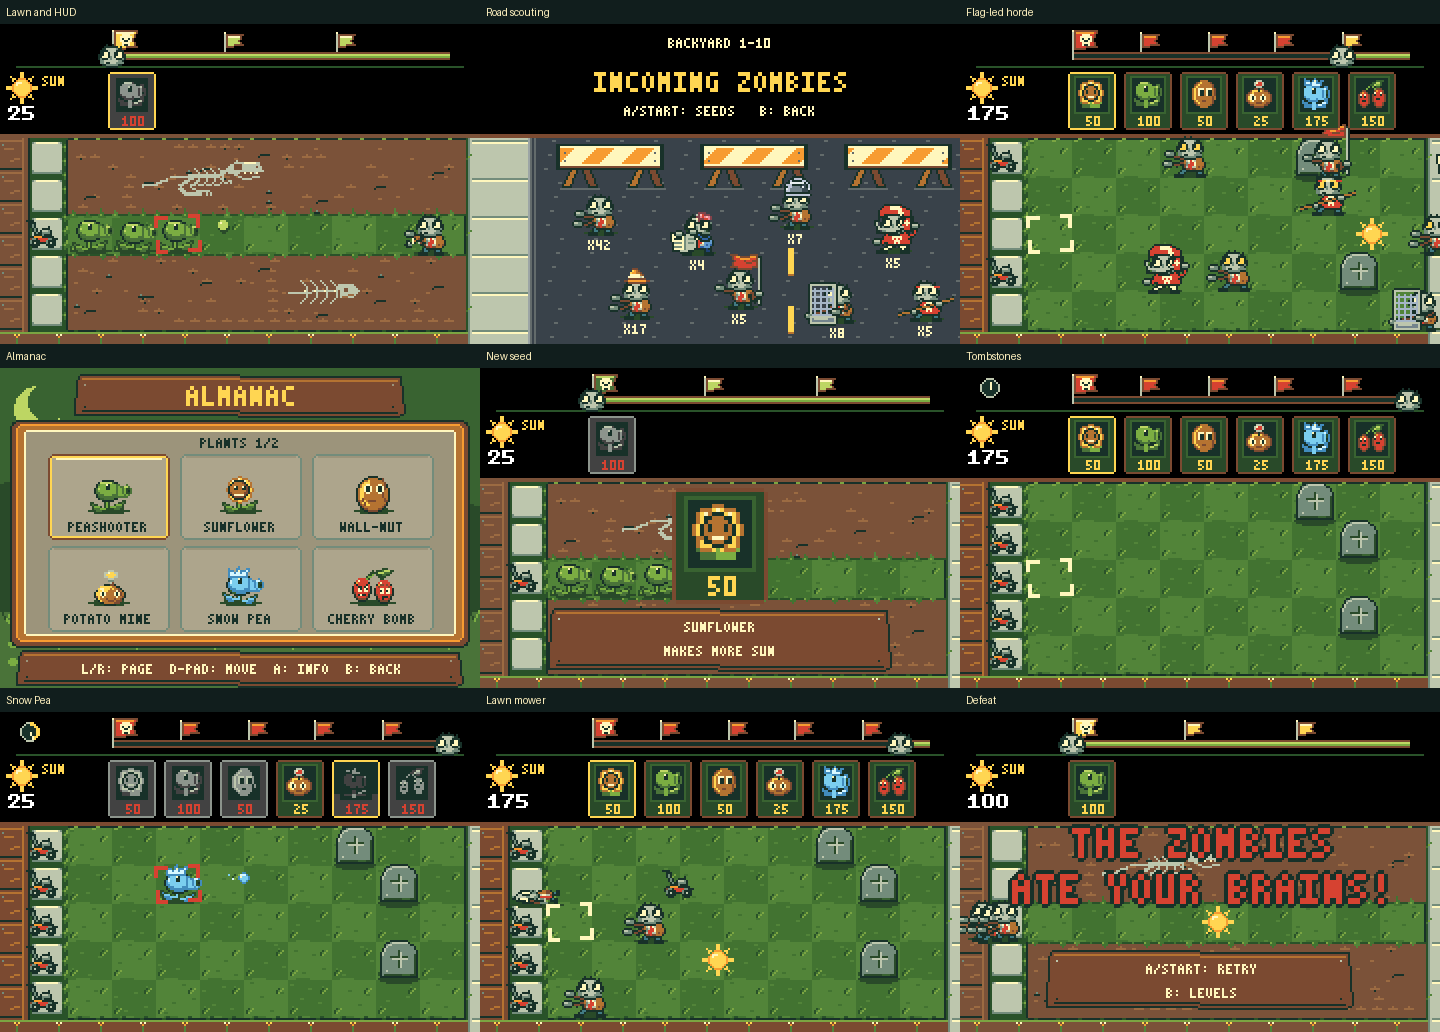 Lawn and HUD
SUN
25
100
Road scouting
BACKYARD 1-10
INCOMING ZOMBIES
A/START: SEEDS B: BACK
X42
X4
X7
X5
X17
X5
X8
X5
Flag-led horde
SUN
175
50 100 50 25 175 150
Almanac
ALMANAC
PLANTS 1/2
PEASHOOTER SUNFLOWER WALL-NUT
POTATO MINE SNOW PEA CHERRY BOMB
L/R: PAGE D-PAD: MOVE A: INFO B: BACK
New seed
SUN
25
100
50
SUNFLOWER
MAKES MORE SUN
Tombstones
SUN
175
50 100 50 25 175 150
Snow Pea
SUN
25
50 100 50 25 175 150
Lawn mower
SUN
175
50 100 50 25 175 150
Defeat
SUN
100
100
THE ZOMBIES
ATE YOUR BRAINS!
A/START: RETRY
B: LEVELS